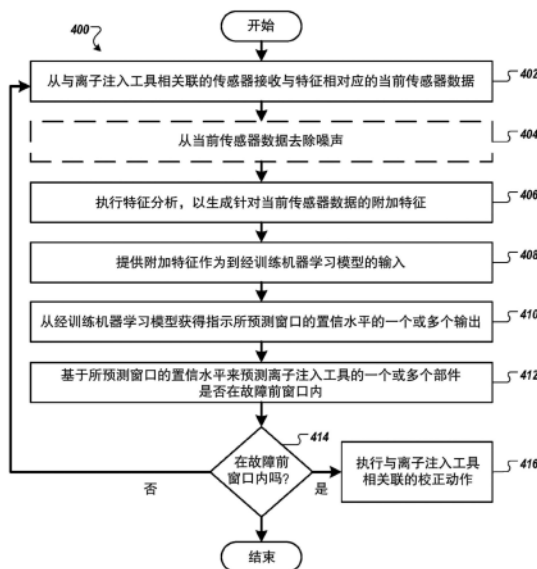 400
开始
从与离子注入工具相关联的传感器接收与特征相对应的当前传感器数据
402
从当前传感器数据去除噪声
404
执行特征分析，以生成针对当前传感器数据的附加特征
406
提供附加特征作为到经训练机器学习模型的输入
408
从经训练机器学习模型获得指示所预测窗口的置信水平的一个或多个输出
410
基于所预测窗口的置信水平来预测离子注入工具的一个或多个部件
是否在故障前窗口内
412
414
在故障前
窗口内吗？
否
是
执行与离子注入工具
相关联的校正动作
416
结束